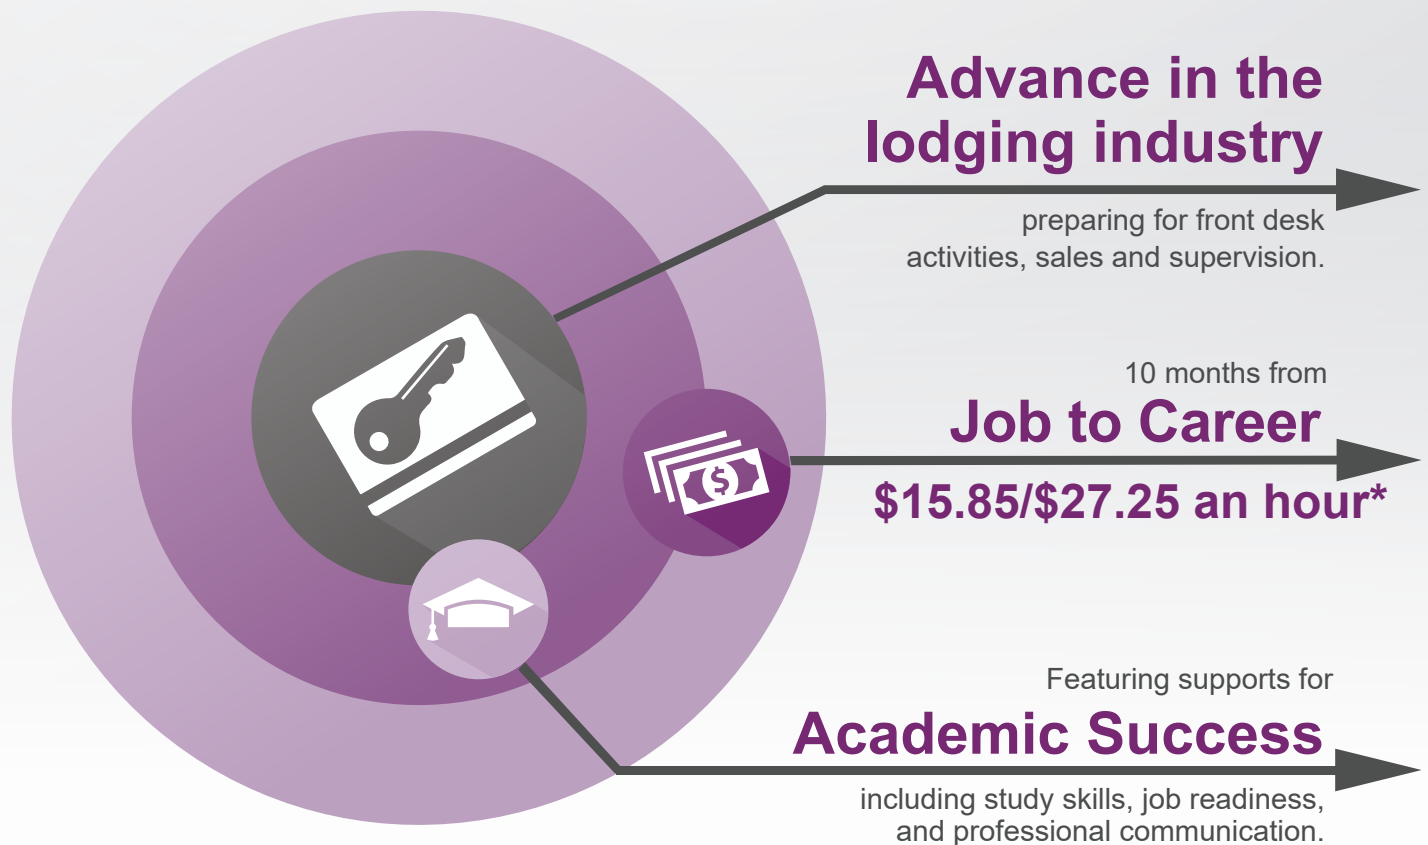 Advance in the
lodging industry
preparing for front desk
activities, sales and supervision.
10 months from
Job to Career
$15.85/$27.25 an hour*
Featuring supports for
Academic Success
including study skills, job readiness,
and professional communication.
$